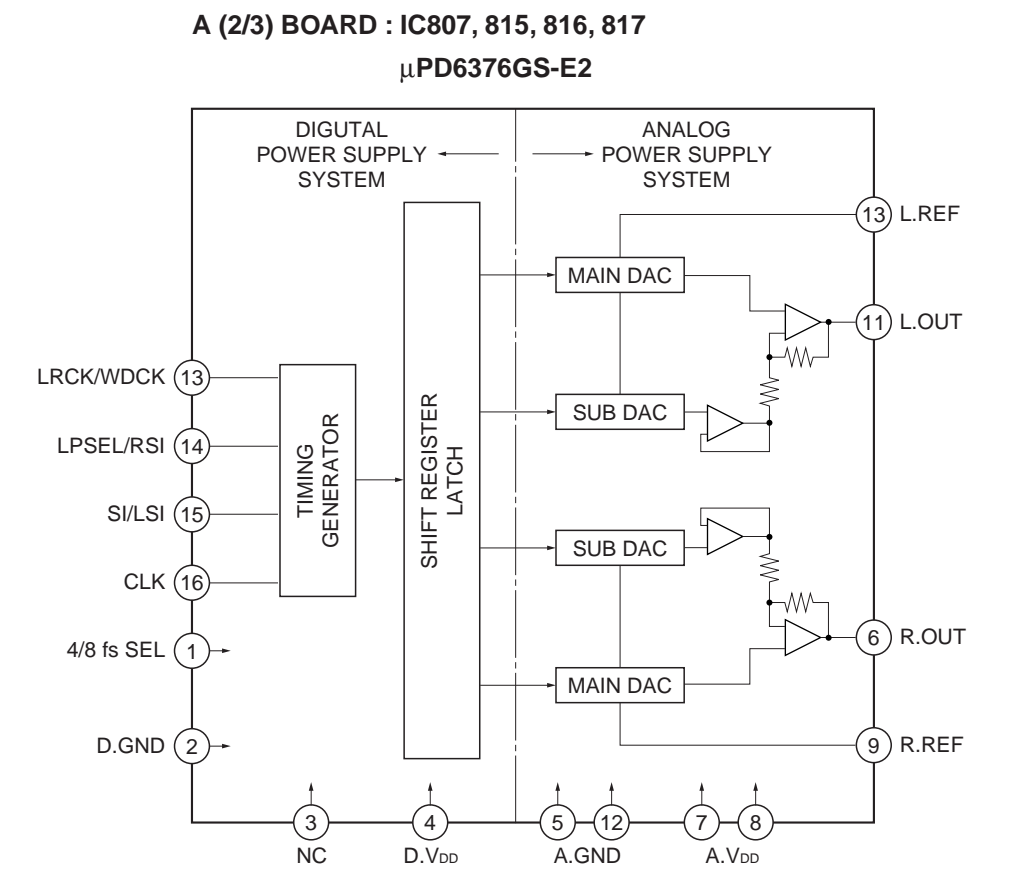 A (2/3) BOARD : IC807, 815, 816, 817
µPD6376GS-E2
DIGUTAL
POWER SUPPLY
SYSTEM
ANALOG
POWER SUPPLY
SYSTEM
13 L.REF
MAIN DAC
11 L.OUT
LRCK/WDCK 13
SUB DAC
LPSEL/RSI 14
TIMING
GENERATOR
SHIFT REGISTER
LATCH
SI/LSI 15
SUB DAC
CLK 16
4/8 fs SEL 1
6 R.OUT
MAIN DAC
D.GND 2
9 R.REF
3
NC
4
D.VDD
5 12
A.GND
7 8
A.VDD